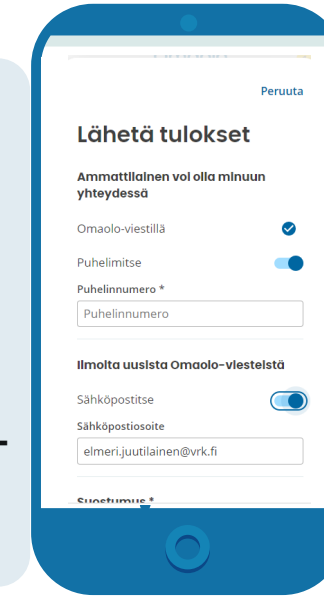 Peruuta
Lähetä tulokset
Ammattilainen voi olla minuun
yhteydessä
Omaolo-viestillä
Puhelimitse
Puhelinnumero *
Puhelinnumero
Ilmoita uusista Omaolo-viesteistä
Sähköpostitse
Sähköpostiosoite
elmeri.juutilainen@vrk.fi
Suostumus *